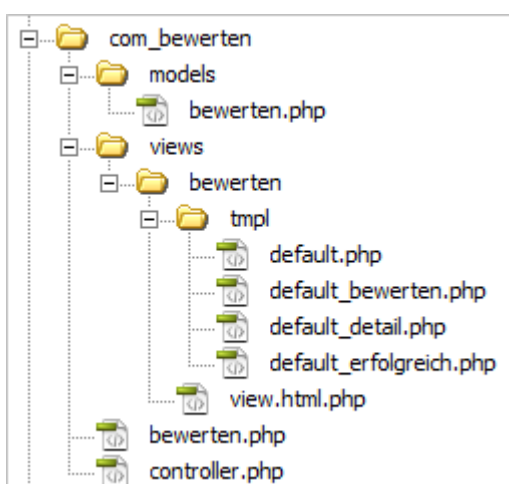 com_bewerten
models
bewerten.php
views
bewerten
tmpl
default.php
default_bewerten.php
default_detail.php
default_erfolgreich.php
view.html.php
bewerten.php
controller.php